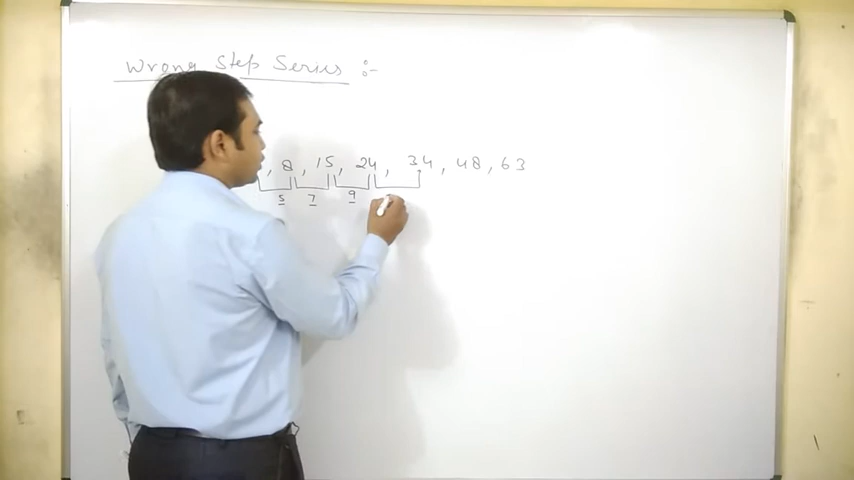 Wrong Step Series :-
, 8, 15, 24, 34, 48, 63
5 7 9